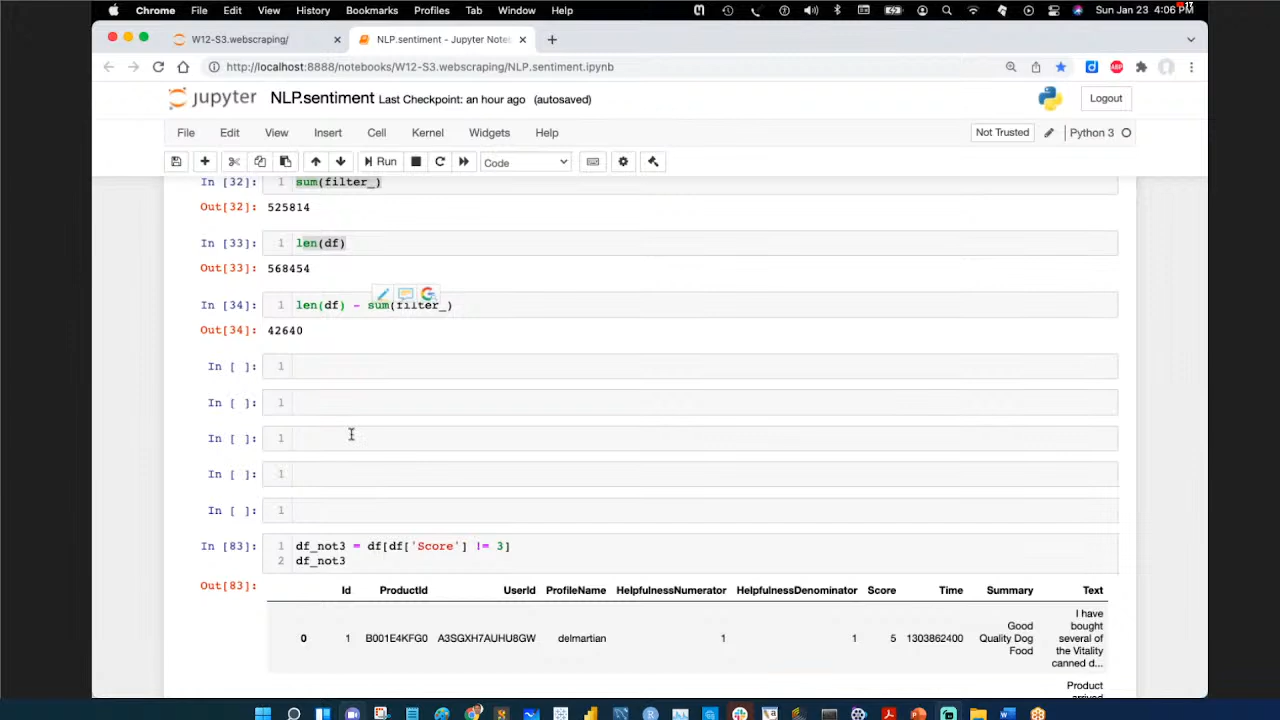 Chrome File Edit View History Bookmarks Profiles Tab Window Help Sun Jan 23 4:06 PM
W12-S3.webscraping/ NLP.sentiment - Jupyter Note
http://localhost:8888/notebooks/W12-S3.webscraping/NLP.sentiment.ipynb
jupyter NLP.sentiment Last Checkpoint: an hour ago (autosaved) Logout
File Edit View Insert Cell Kernel Widgets Help Not Trusted Python 3
Run Code
In [32]: 1 sum(filter_)
Out[32]: 525814
In [33]: 1 len(df)
Out[33]: 568454
In [34]: 1 len(df) - sum(filter_)
Out[34]: 42640
In [ ]: 1
In [ ]: 1
In [ ]: 1
In [ ]: 1
In [ ]: 1
In [83]: 1 df_not3 = df[df['Score'] != 3]
2 df_not3
Out[83]:
Id ProductId UserId ProfileName HelpfulnessNumerator HelpfulnessDenominator Score Time Summary Text
0 1 B001E4KFG0 A3SGXH7AUHU8GW delmartian 1 1 5 1303862400 Good Quality Dog Food I have bought several of the Vitality canned d...
Product